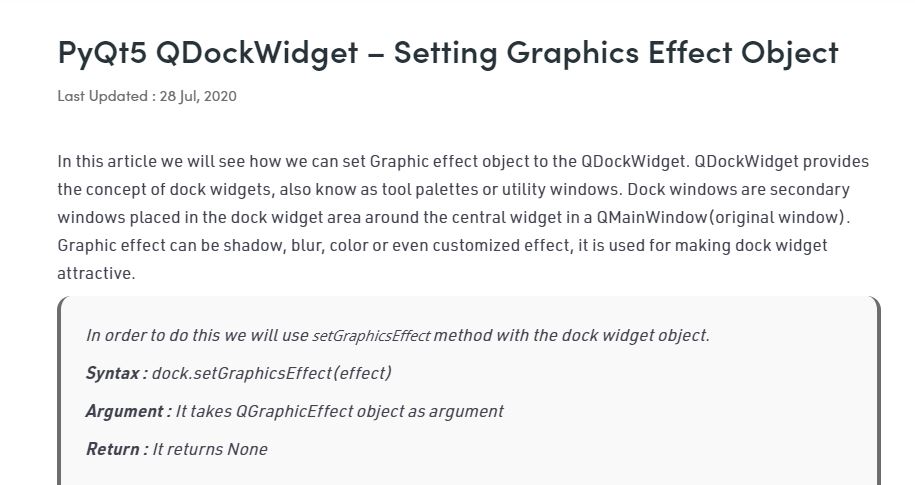 PyQt5 QDockWidget – Setting Graphics Effect Object
Last Updated : 28 Jul, 2020
In this article we will see how we can set Graphic effect object to the QDockWidget. QDockWidget provides
the concept of dock widgets, also know as tool palettes or utility windows. Dock windows are secondary
windows placed in the dock widget area around the central widget in a QMainWindow(original window).
Graphic effect can be shadow, blur, color or even customized effect, it is used for making dock widget
attractive.
In order to do this we will use setGraphicsEffect method with the dock widget object.
Syntax : dock.setGraphicsEffect(effect)
Argument : It takes QGraphicEffect object as argument
Return : It returns None